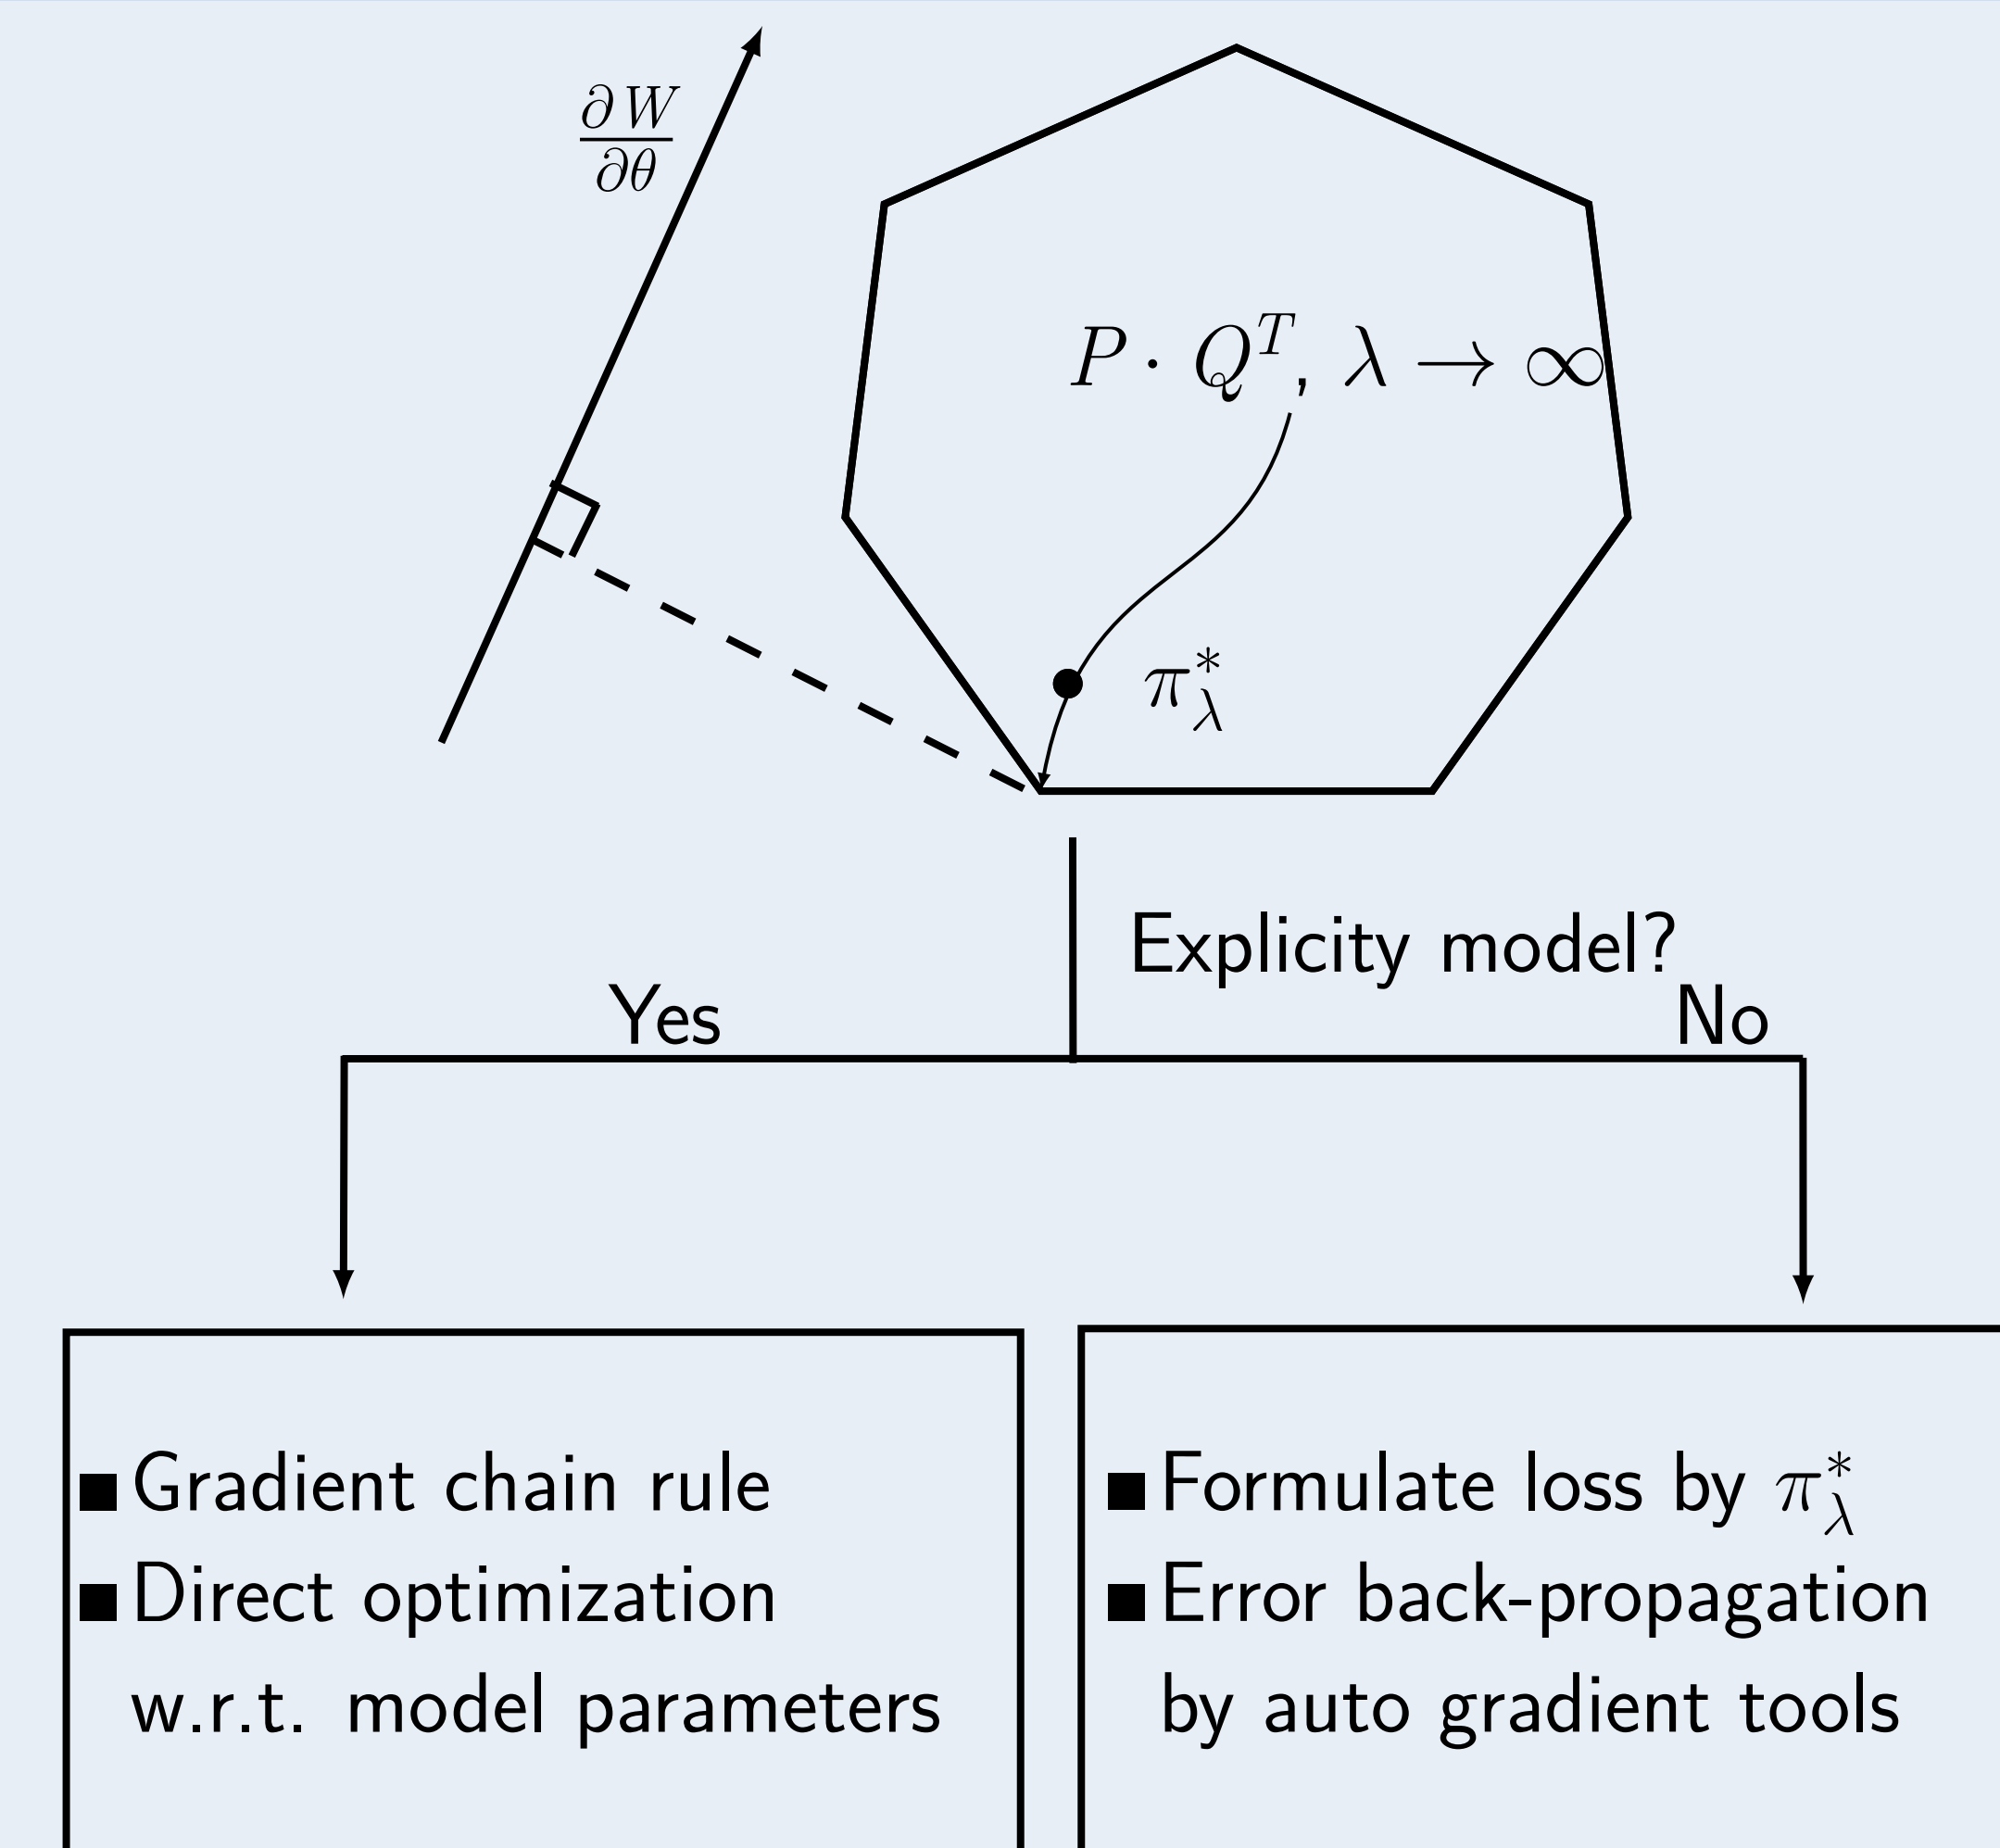 ∂W
∂θ
P · Q^T, λ → ∞
π*_λ
Explicity model?
Yes
No
■ Gradient chain rule
■ Direct optimization
w.r.t. model parameters
■ Formulate loss by π*_λ
■ Error back-propagation
by auto gradient tools